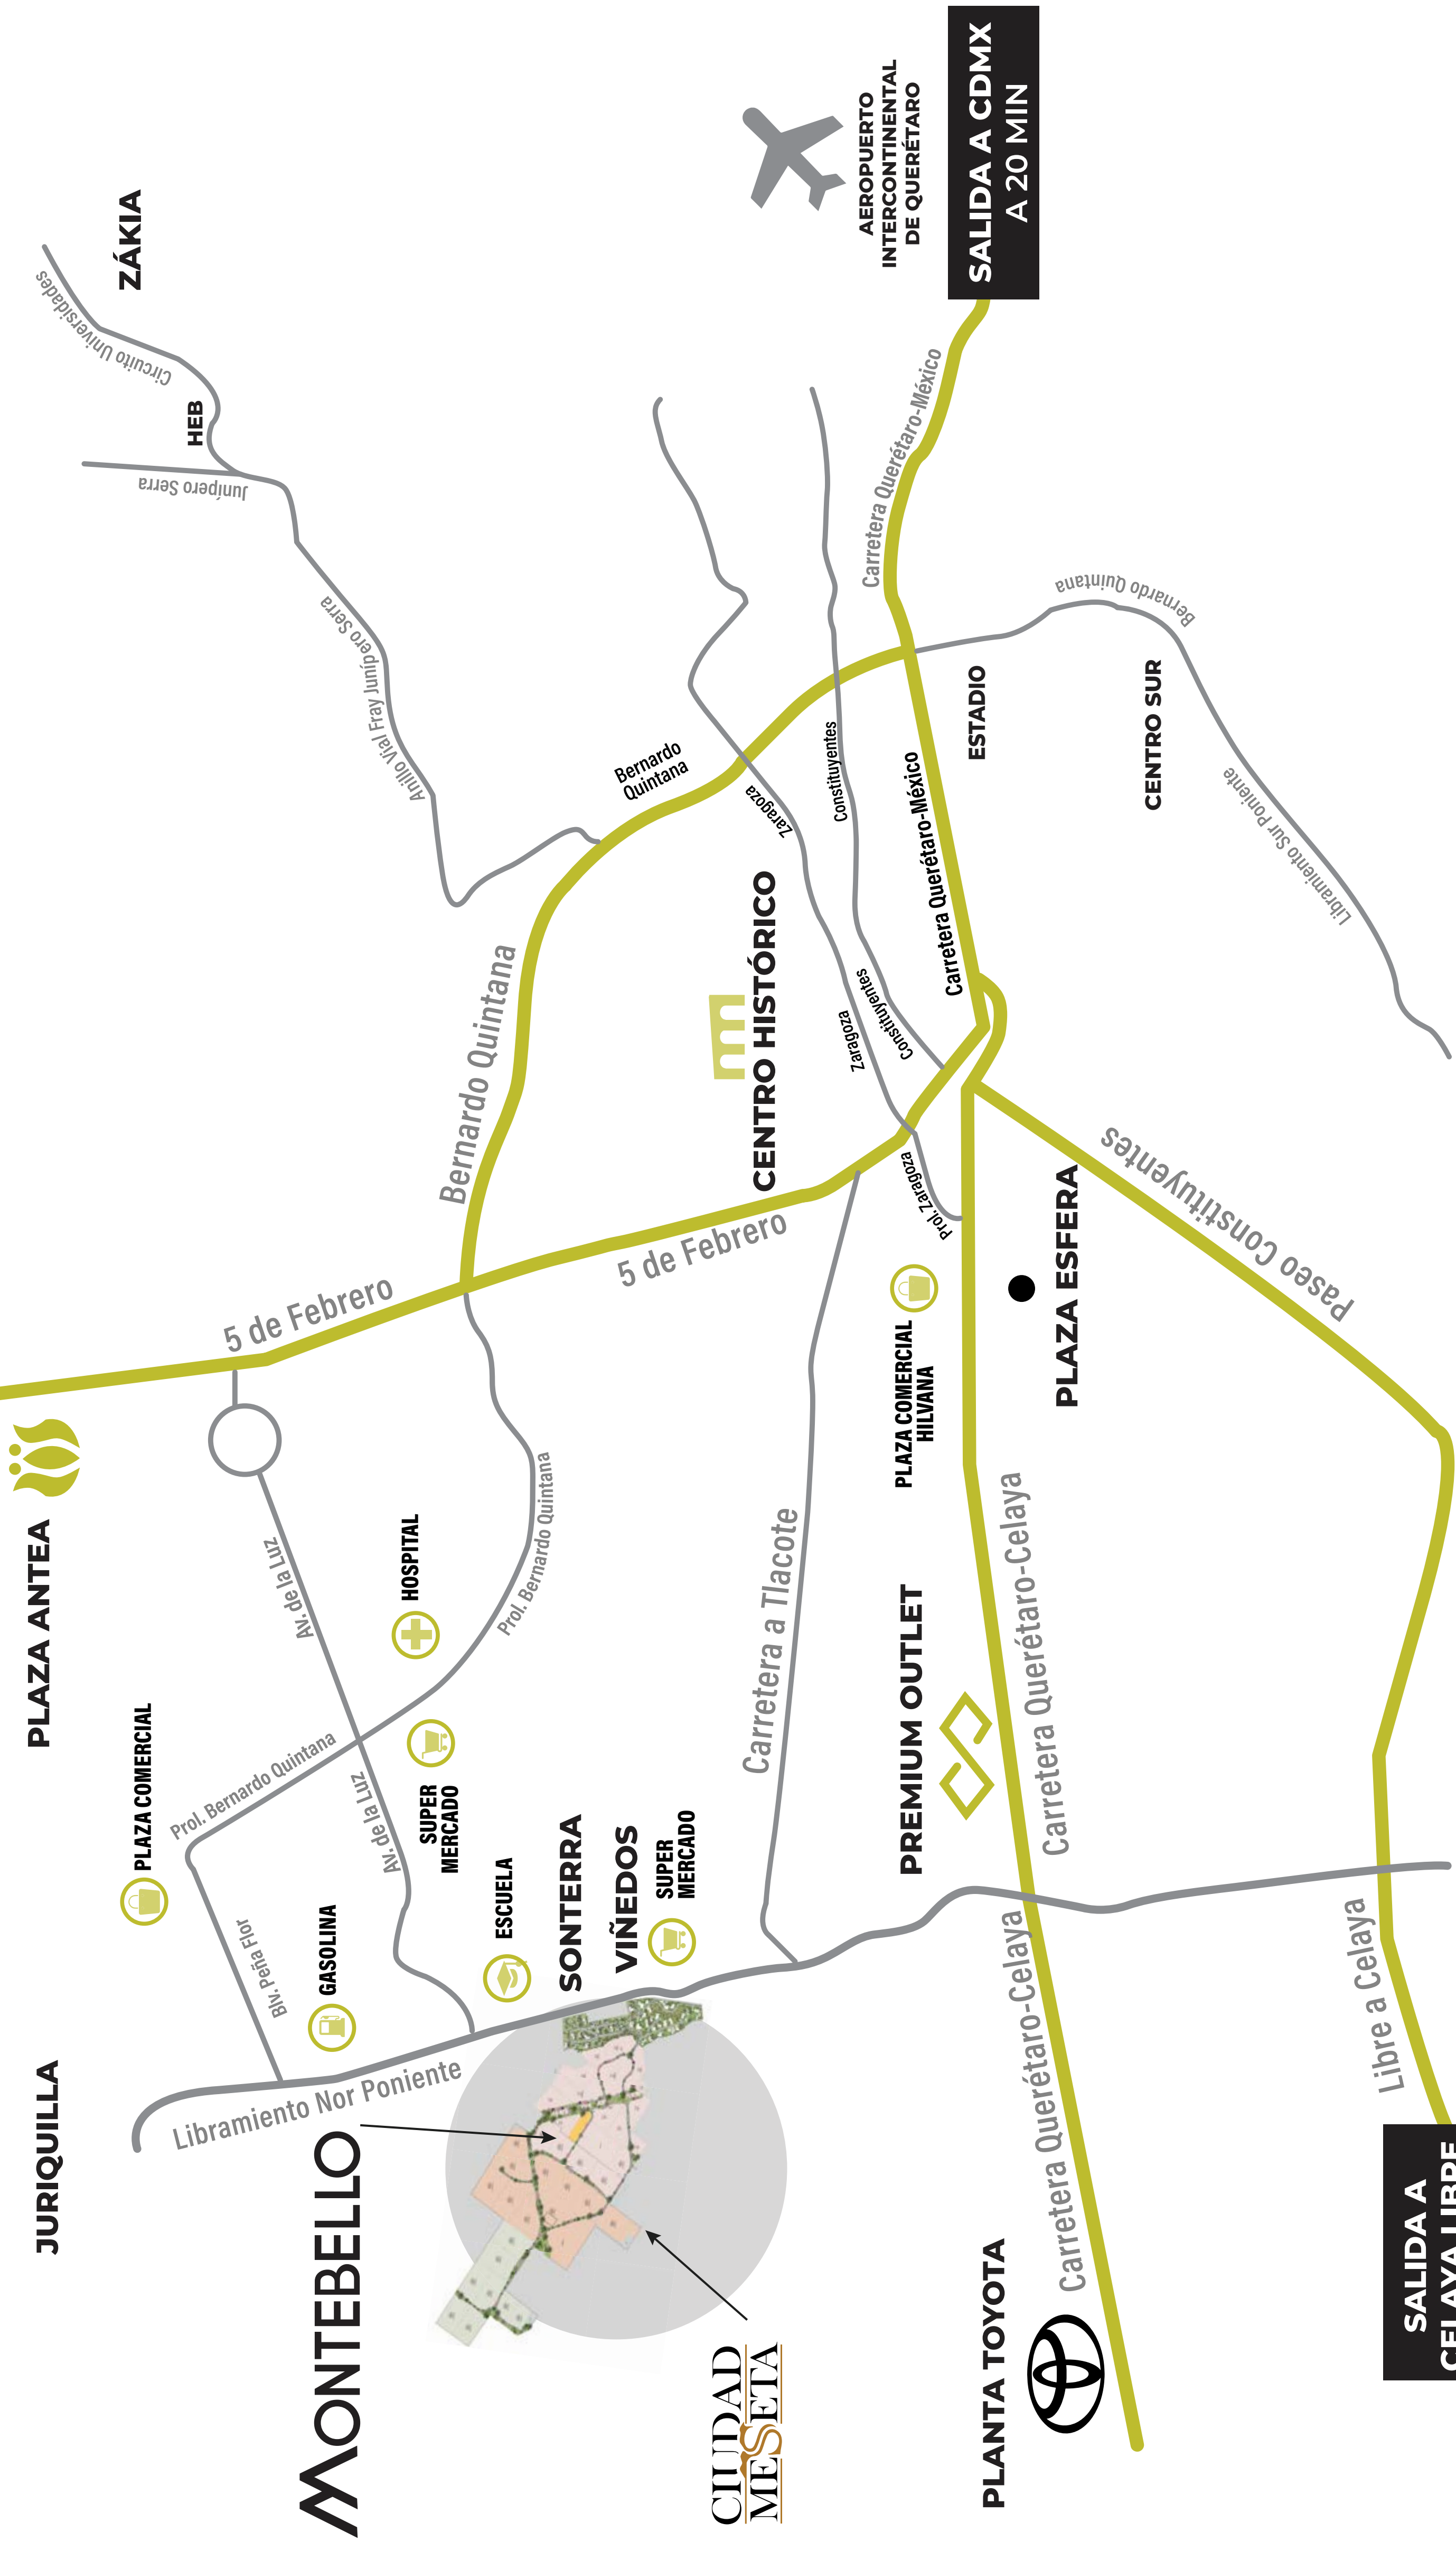 JURIQUILLA
PLAZA ANTEA
5 de Febrero
ZÁKIA
Circuito Universidades
HEB
Junípero Serra
Anillo Vial Fray Junípero Serra
PLAZA COMERCIAL
Prol. Bernardo Quintana
Blv. Peña Flor
GASOLINA
Av. de la Luz
Av. de la Luz
HOSPITAL
SUPER
MERCADO
Prol. Bernardo Quintana
Bernardo Quintana
Bernardo
Quintana
Libramiento Nor Poniente
MONTEBELLO
ESCUELA
SONTERRA
VIÑEDOS
SUPER
MERCADO
5 de Febrero
CENTRO HISTÓRICO
Zaragoza
Constituyentes
Zaragoza
Constituyentes
AEROPUERTO
INTERCONTINENTAL
DE QUERÉTARO
SALIDA A CDMX
A 20 MIN
Carretera Querétaro-México
Carretera Querétaro-México
CIUDAD
MESETA
Carretera a Tlacote
Prol. Zaragoza
PLAZA COMERCIAL
HILVANA
PREMIUM OUTLET
PLAZA ESFERA
ESTADIO
Bernardo Quintana
CENTRO SUR
Libramiento Sur Poniente
PLANTA TOYOTA
Carretera Querétaro-Celaya
Carretera Querétaro-Celaya
Carretera Querétaro-Celaya
Carretera Querétaro-Celaya
Paseo Constituyentes
Libre a Celaya
SALIDA A
CELAYA LIBRE